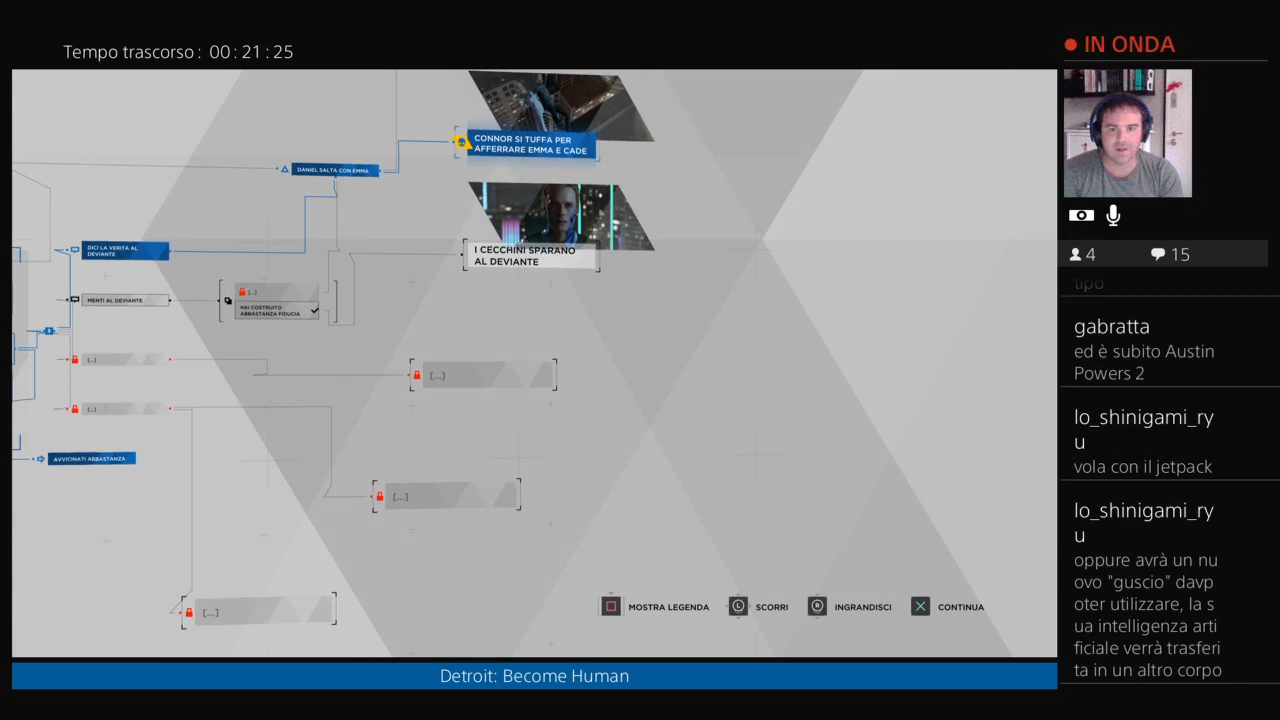 Tempo trascorso: 00:21:25
IN ONDA
CONNOR SI TUFFA PER
AFFERRARE EMMA E CADE
DANIEL SALTA CON EMMA
I CECCHINI SPARANO
AL DEVIANTE
DICI LA VERITÀ AL
DEVIANTE
MENTI AL DEVIANTE
[...]
HAI COSTRUITO
ABBASTANZA FIDUCIA
[...]
[...]
[...]
AVVICINATI ABBASTANZA
[...]
[...]
MOSTRA LEGENDA
L
SCORRI
R
INGRANDISCI
CONTINUA
Detroit: Become Human
4
15
tipo
gabratta
ed è subito Austin
Powers 2
lo_shinigami_ry
u
vola con il jetpack
lo_shinigami_ry
u
oppure avrà un nu
ovo "guscio" davp
oter utilizzare, la s
ua intelligenza arti
ficiale verrà trasferi
ta in un altro corpo